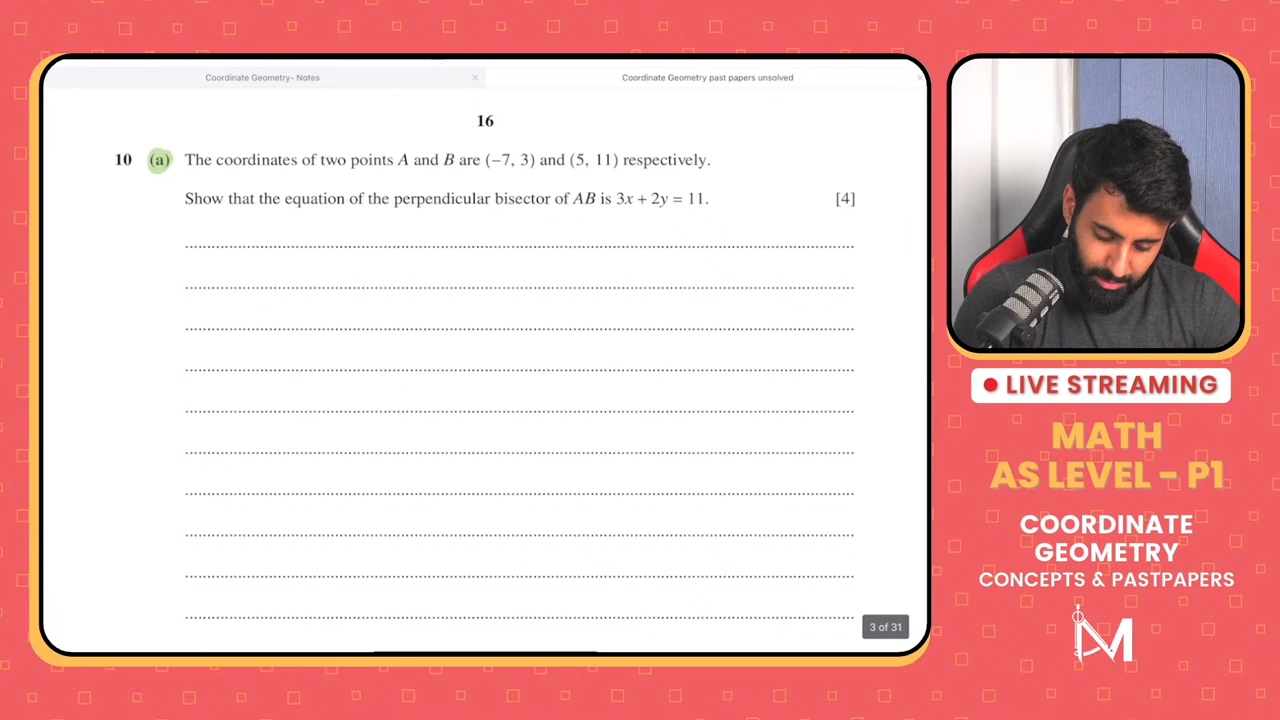 Coordinate Geometry- Notes
Coordinate Geometry past papers unsolved
16
10 (a) The coordinates of two points A and B are (−7, 3) and (5, 11) respectively.
Show that the equation of the perpendicular bisector of AB is 3x + 2y = 11. [4]
3 of 31
LIVE STREAMING
MATH
AS LEVEL - P1
COORDINATE
GEOMETRY
CONCEPTS & PASTPAPERS
M